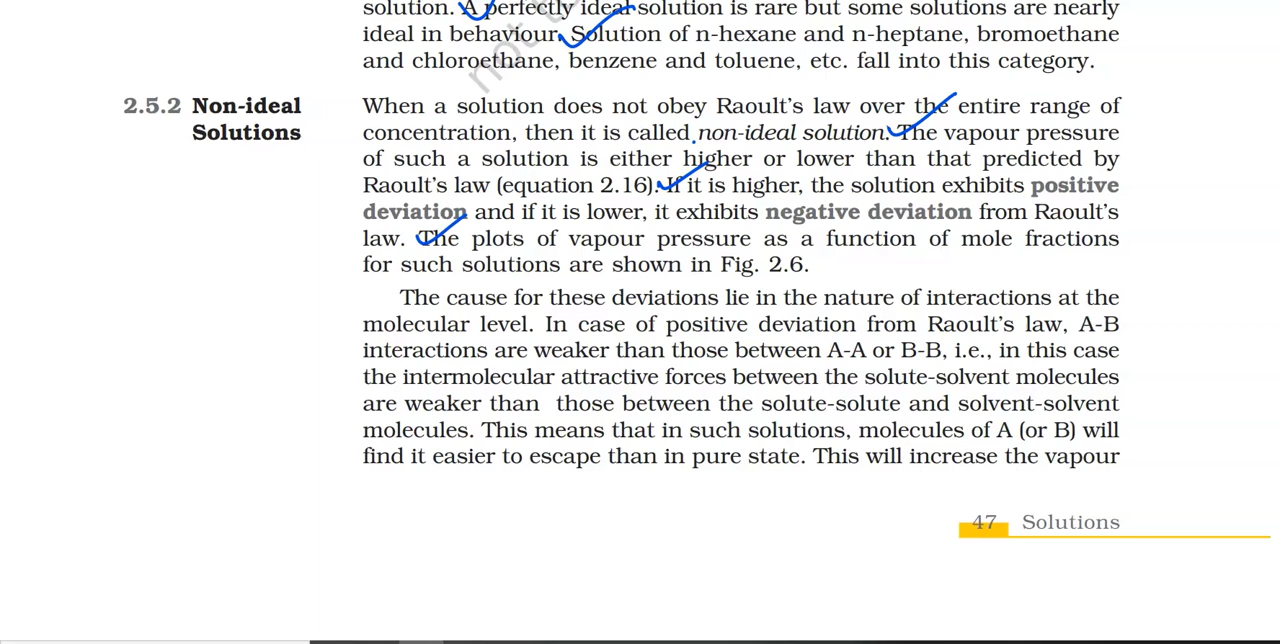 solution. A perfectly ideal solution is rare but some solutions are nearly
ideal in behaviour. Solution of n-hexane and n-heptane, bromoethane
and chloroethane, benzene and toluene, etc. fall into this category.
2.5.2 Non-ideal
Solutions
When a solution does not obey Raoult's law over the entire range of
concentration, then it is called non-ideal solution. The vapour pressure
of such a solution is either higher or lower than that predicted by
Raoult's law (equation 2.16). If it is higher, the solution exhibits positive
deviation and if it is lower, it exhibits negative deviation from Raoult's
law. The plots of vapour pressure as a function of mole fractions
for such solutions are shown in Fig. 2.6.
The cause for these deviations lie in the nature of interactions at the
molecular level. In case of positive deviation from Raoult's law, A-B
interactions are weaker than those between A-A or B-B, i.e., in this case
the intermolecular attractive forces between the solute-solvent molecules
are weaker than those between the solute-solute and solvent-solvent
molecules. This means that in such solutions, molecules of A (or B) will
find it easier to escape than in pure state. This will increase the vapour
47 Solutions
not